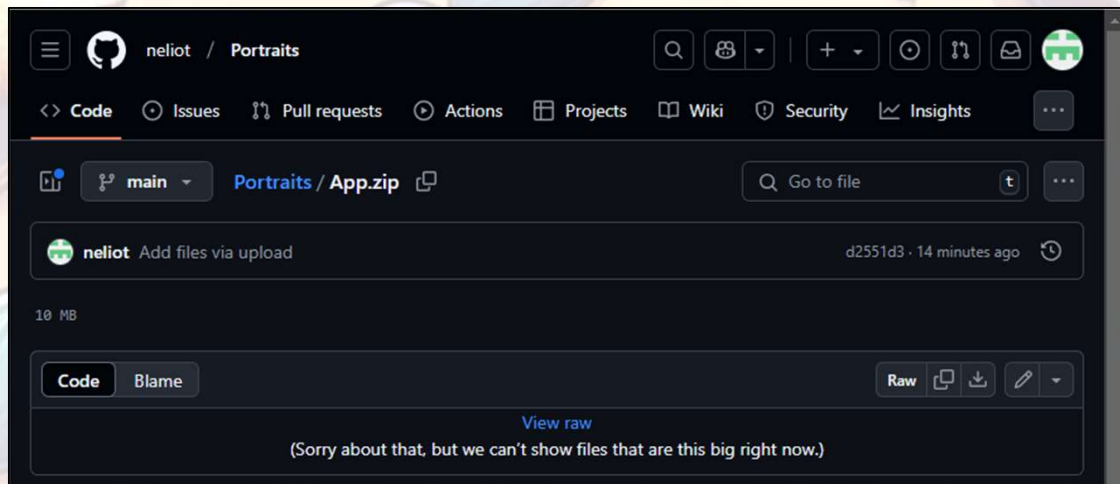 neliot / Portraits
Code Issues Pull requests Actions Projects Wiki Security Insights
main Portraits / App.zip Go to file t
neliot Add files via upload d2551d3 · 14 minutes ago
10 MB
Code Blame Raw
View raw
(Sorry about that, but we can't show files that are this big right now.)